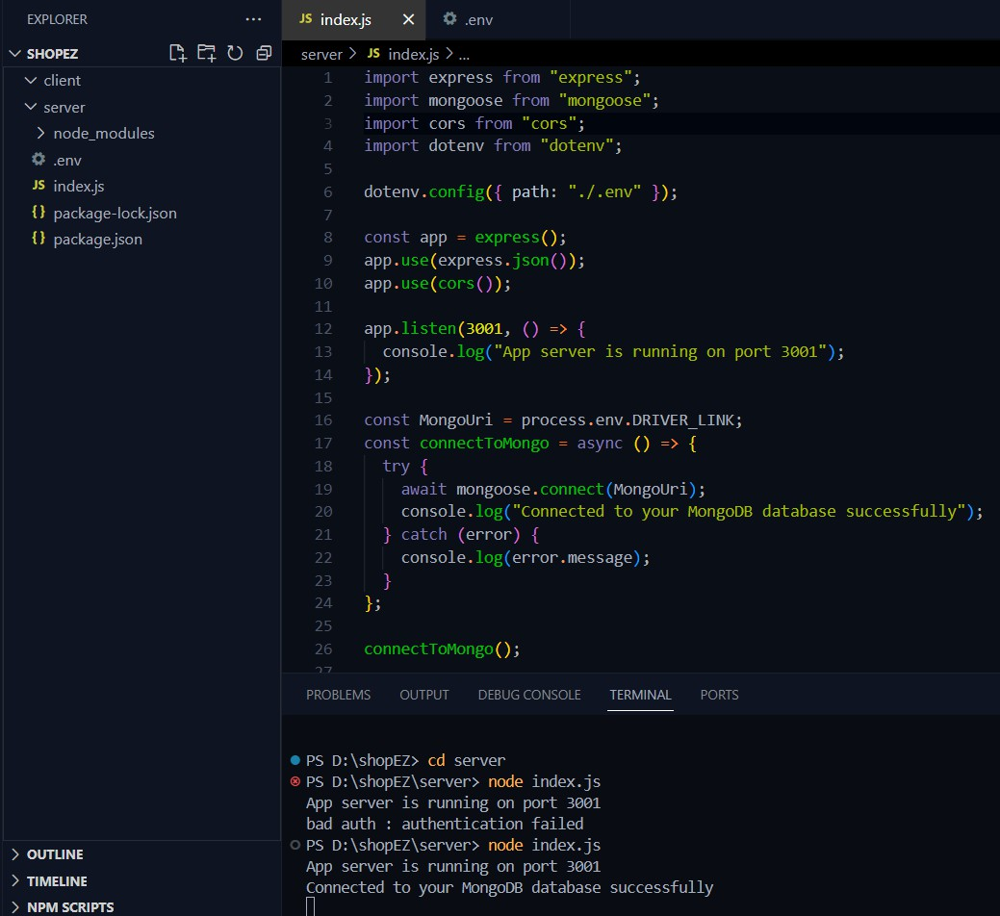 EXPLORER
SHOPEZ
client
server
node_modules
.env
JS index.js
{} package-lock.json
{} package.json
OUTLINE
TIMELINE
NPM SCRIPTS
JS index.js
.env
server > JS index.js > ...
1 import express from "express";
2 import mongoose from "mongoose";
3 import cors from "cors";
4 import dotenv from "dotenv";
5
6 dotenv.config({ path: "./.env" });
7
8 const app = express();
9 app.use(express.json());
10 app.use(cors());
11
12 app.listen(3001, () => {
13 console.log("App server is running on port 3001");
14 });
15
16 const MongoUri = process.env.DRIVER_LINK;
17 const connectToMongo = async () => {
18 try {
19 await mongoose.connect(MongoUri);
20 console.log("Connected to your MongoDB database successfully");
21 } catch (error) {
22 console.log(error.message);
23 }
24 };
25
26 connectToMongo();
27
PROBLEMS OUTPUT DEBUG CONSOLE TERMINAL PORTS
PS D:\shopEZ> cd server
PS D:\shopEZ\server> node index.js
App server is running on port 3001
bad auth : authentication failed
PS D:\shopEZ\server> node index.js
App server is running on port 3001
Connected to your MongoDB database successfully